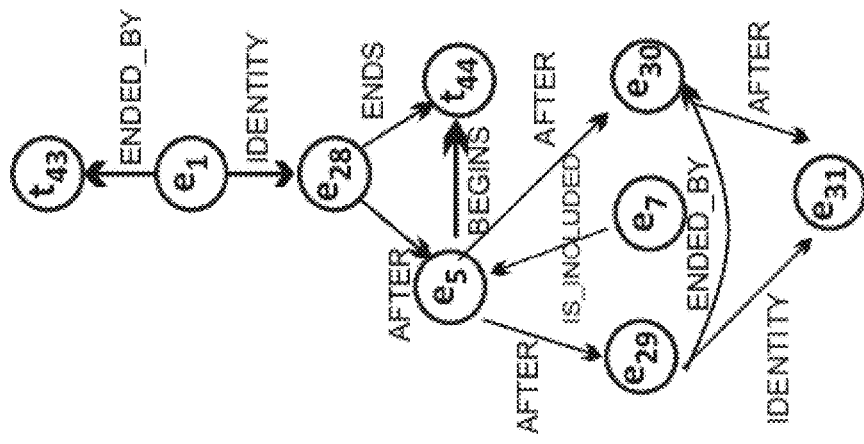 t43
ENDED_BY
e1
IDENTITY
e28
ENDS
AFTER
t44
e5
BEGINS
AFTER
IS_INCLUDED
AFTER
e30
e7
e29
ENDED_BY
AFTER
IDENTITY
e31